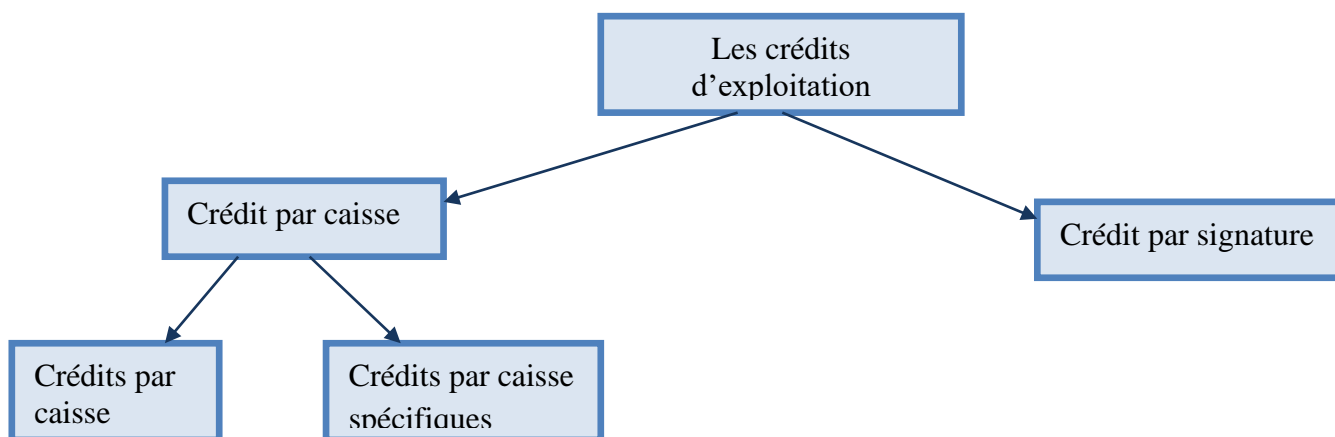 Les crédits
d’exploitation
Crédit par caisse
Crédit par signature
Crédits par
caisse
Crédits par caisse
spécifiques